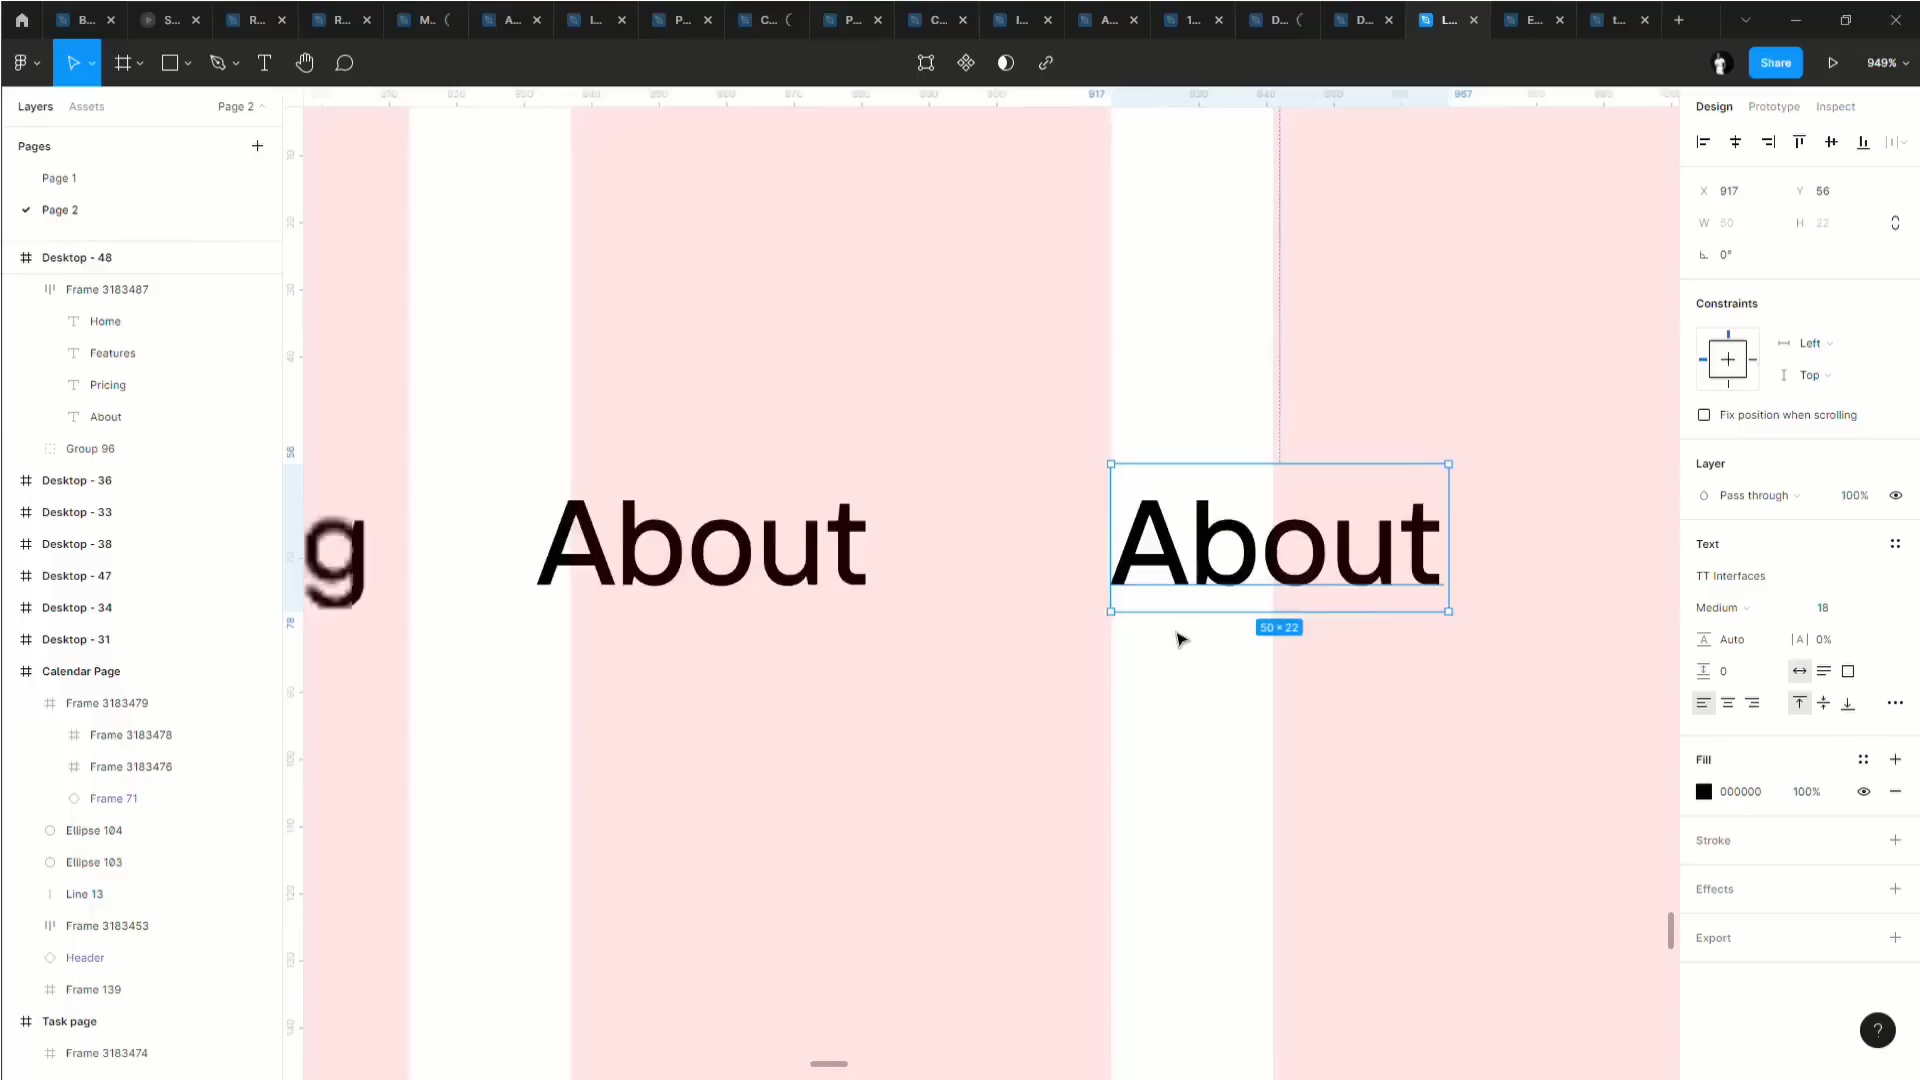 B...
S...
R...
R...
M...
A...
I...
P...
C...
P...
C...
I...
A...
1...
D...
D...
L...
E...
t...
Share
949%
Layers
Assets
Page 2
917
967
Design
Prototype
Inspect
Pages
Page 1
Page 2
X 917
Y 56
W 50
H 22
0°
Desktop - 48
Frame 3183487
Home
Features
Pricing
About
Group 96
Desktop - 36
Desktop - 33
Desktop - 38
Desktop - 47
Desktop - 34
Desktop - 31
Calendar Page
Frame 3183479
Frame 3183478
Frame 3183476
Frame 71
Ellipse 104
Ellipse 103
Line 13
Frame 3183453
Header
Frame 139
Task page
Frame 3183474
56
78
g
About
About
50 × 22
Constraints
Left
Top
Fix position when scrolling
Layer
Pass through
100%
Text
TT Interfaces
Medium
18
Auto
|A| 0%
0
Fill
000000
100%
Stroke
Effects
Export
?